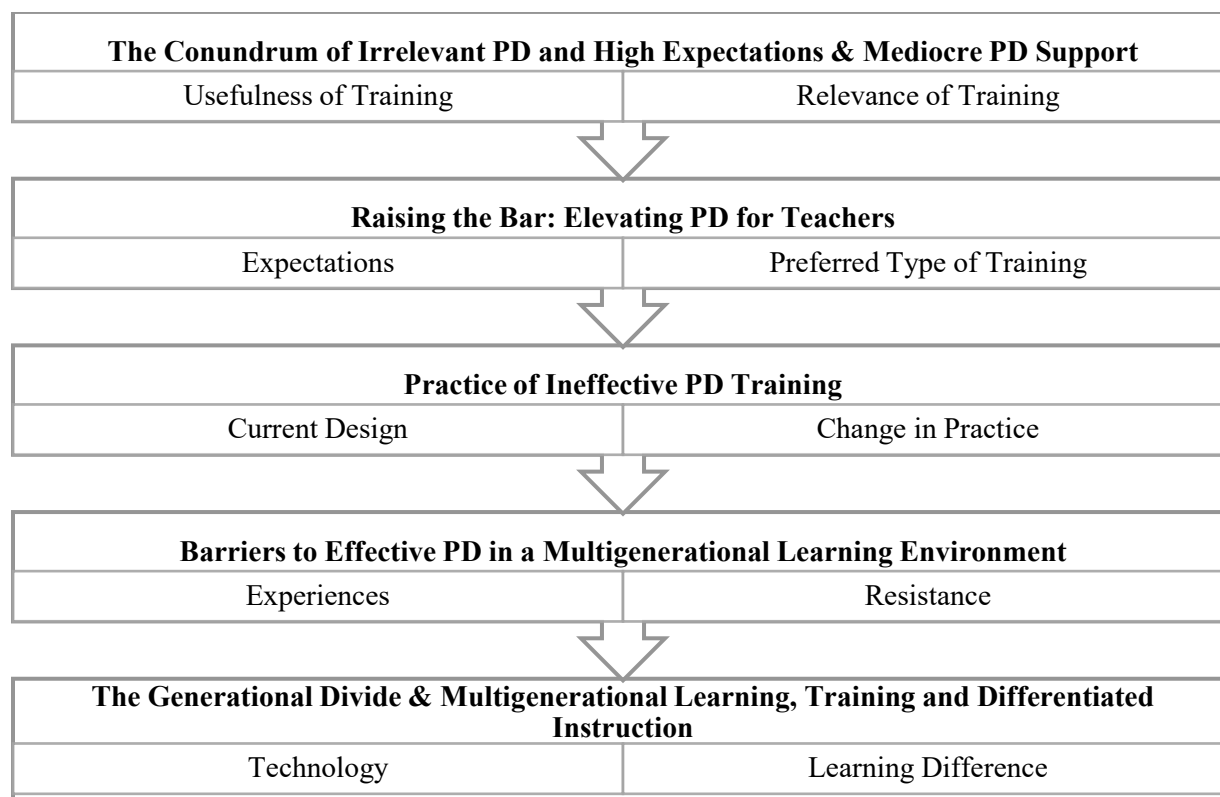 The Conundrum of Irrelevant PD and High Expectations & Mediocre PD Support
Usefulness of Training
Relevance of Training
Raising the Bar: Elevating PD for Teachers
Expectations
Preferred Type of Training
Practice of Ineffective PD Training
Current Design
Change in Practice
Barriers to Effective PD in a Multigenerational Learning Environment
Experiences
Resistance
The Generational Divide & Multigenerational Learning, Training and Differentiated
Instruction
Technology
Learning Difference